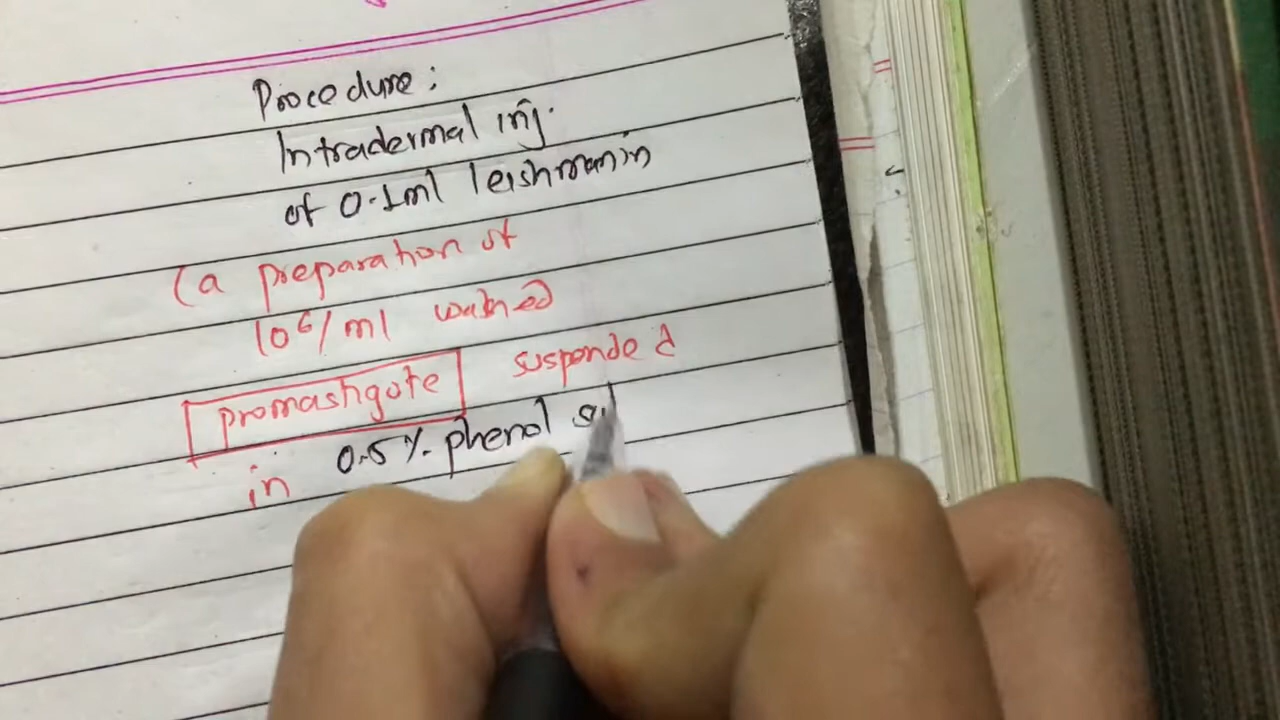 Procedure:
Intradermal inj.
of 0.1ml leishmanin
(a preparation of
10⁶/ml washed
promastigote suspended
in 0.5% phenol